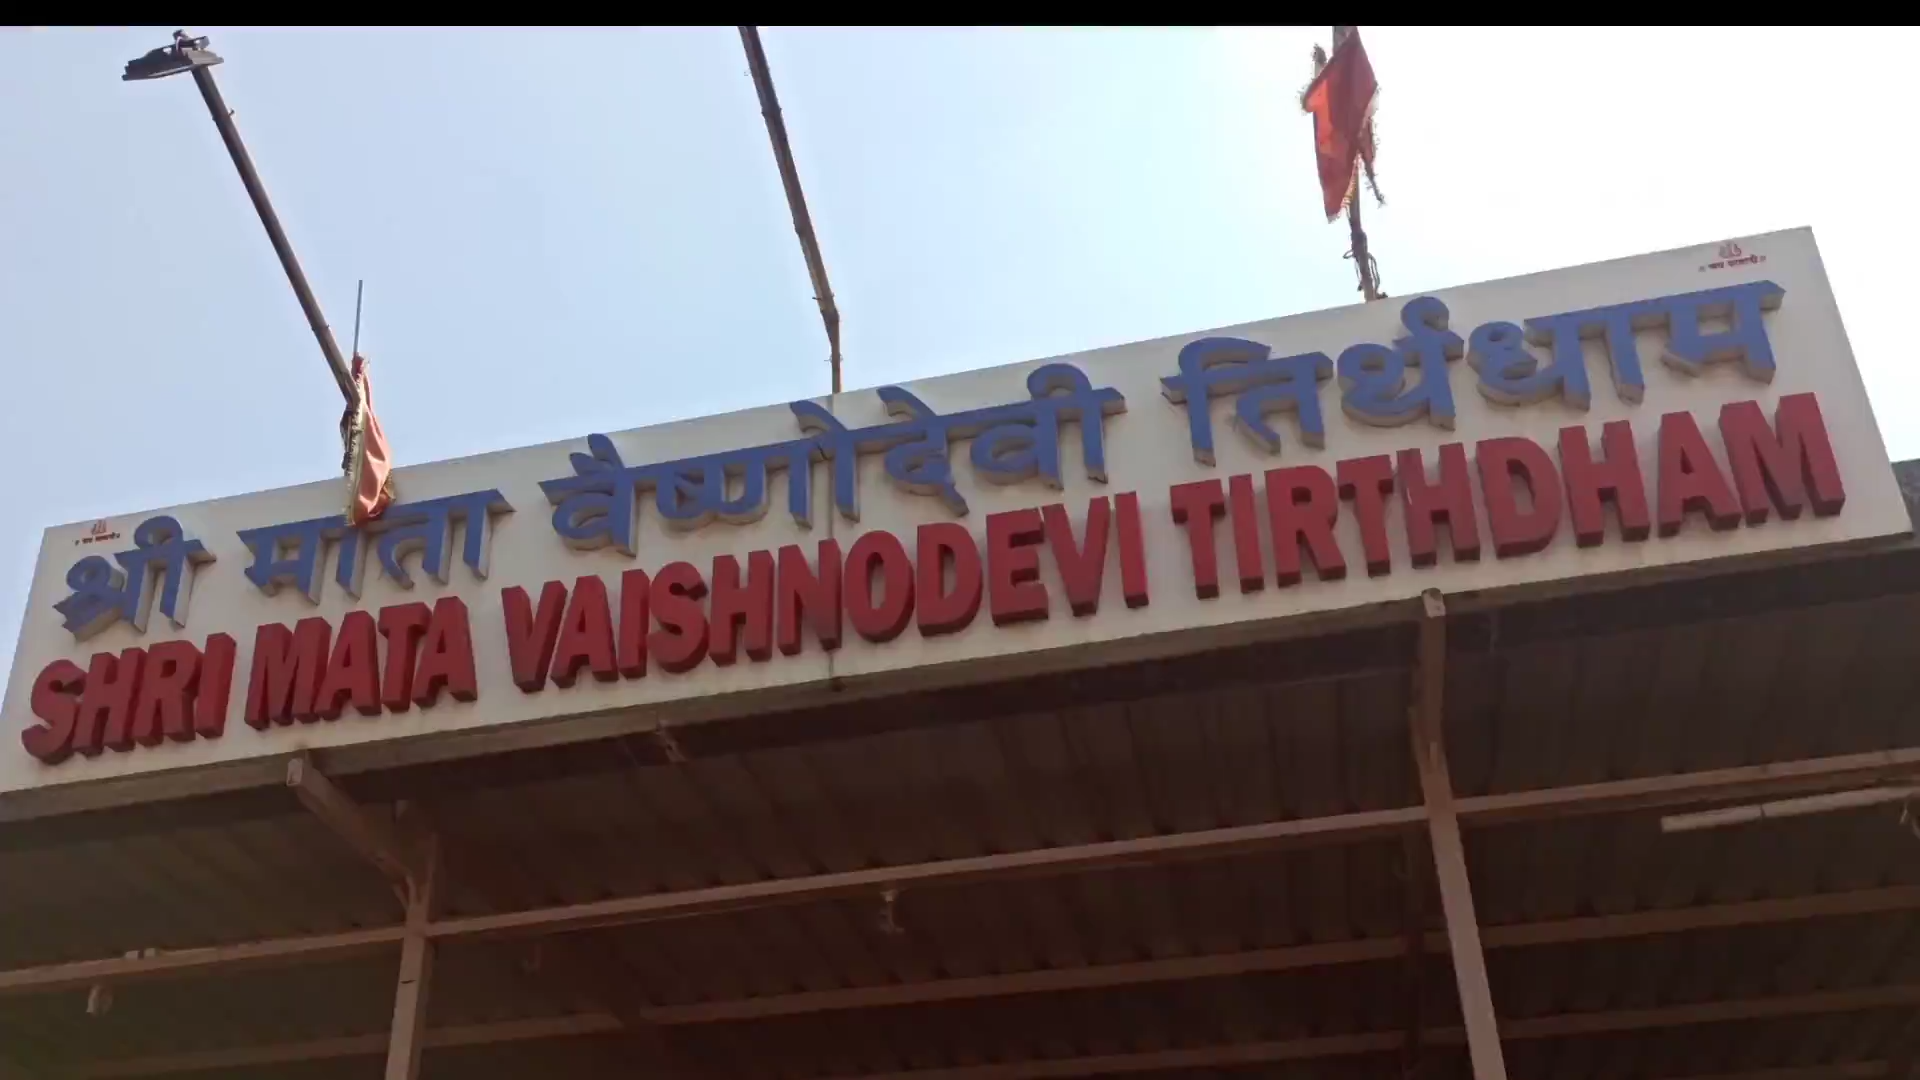 श्री माता वैष्णोदेवी तिर्थधाम
SHRI MATA VAISHNODEVI TIRTHDHAM